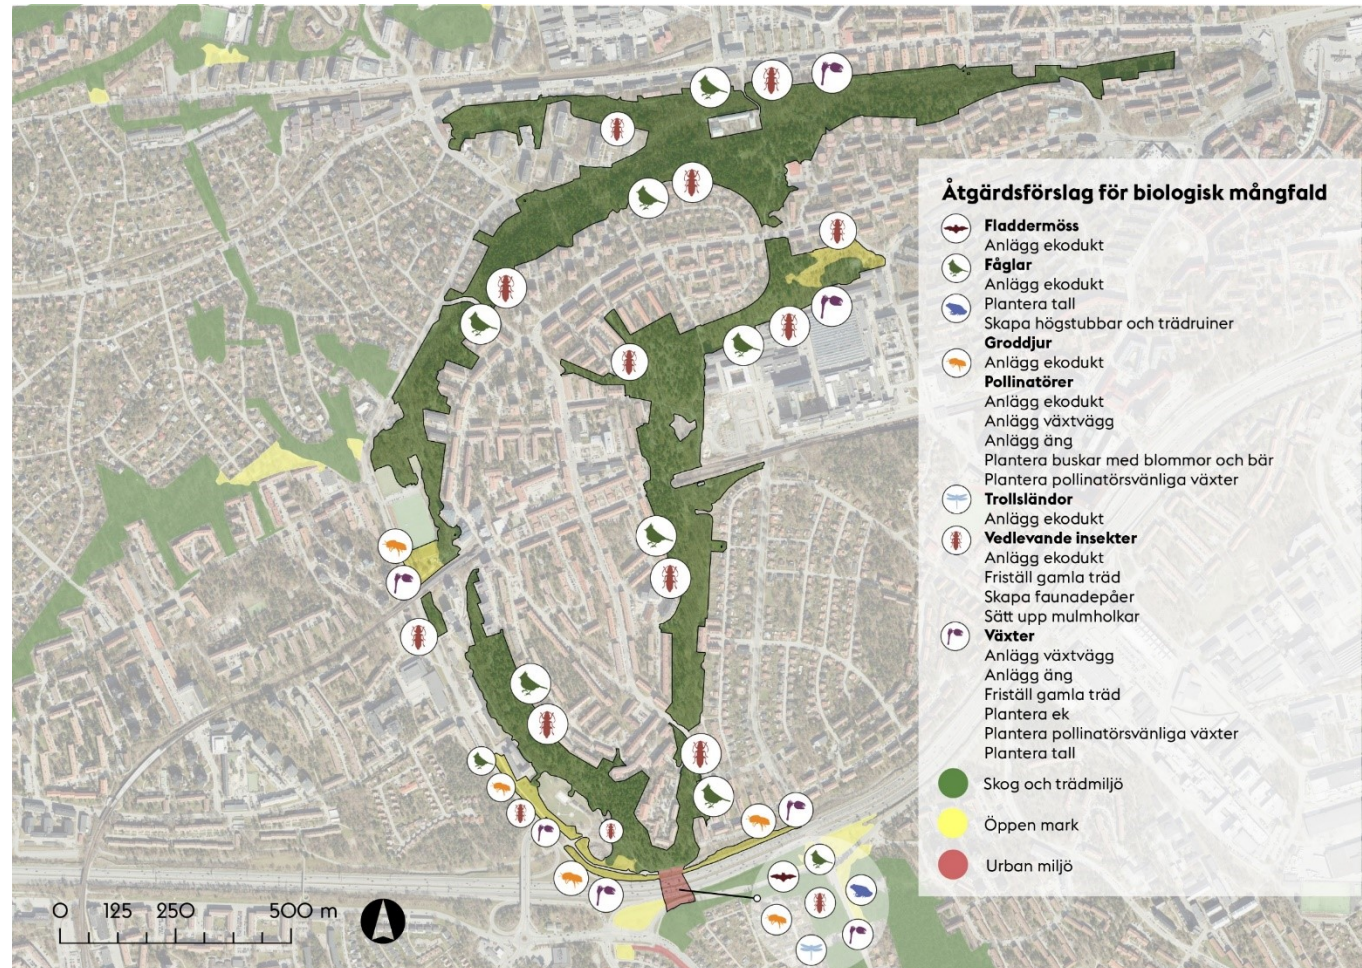 Åtgärdsförslag för biologisk mångfald
Fladdermöss
Anlägg ekodukt
Fåglar
Anlägg ekodukt
Plantera tall
Skapa högstubbar och trädruiner
Groddjur
Anlägg ekodukt
Pollinatörer
Anlägg ekodukt
Anlägg växtvägg
Anlägg äng
Plantera buskar med blommor och bär
Plantera pollinatörsvänliga växter
Trollsländor
Anlägg ekodukt
Vedlevande insekter
Anlägg ekodukt
Friställ gamla träd
Skapa faunadepåer
Sätt upp mulmholkar
Växter
Anlägg växtvägg
Anlägg äng
Friställ gamla träd
Plantera ek
Plantera pollinatörsvänliga växter
Plantera tall
Skog och trädmiljö
Öppen mark
Urban miljö
0 125 250 500 m